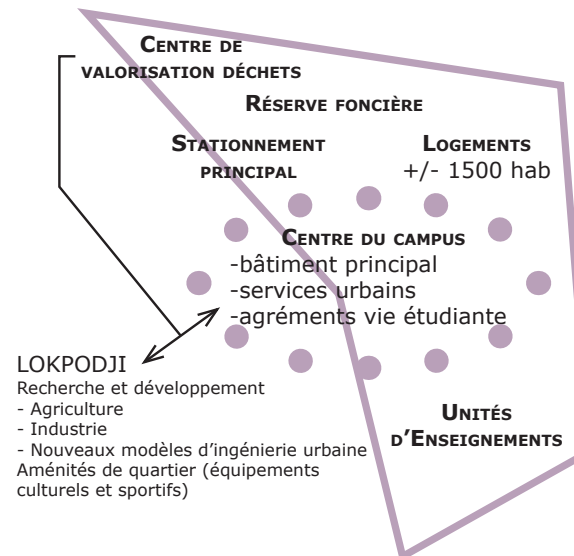 CENTRE DE
VALORISATION DÉCHETS
RÉSERVE FONCIÈRE
STATIONNEMENT
PRINCIPAL
LOGEMENTS
+/- 1500 hab
CENTRE DU CAMPUS
-bâtiment principal
-services urbains
-agréments vie étudiante
LOKPODJI
Recherche et développement
- Agriculture
- Industrie
- Nouveaux modèles d'ingénierie urbaine
Aménités de quartier (équipements
culturels et sportifs)
UNITÉS
D'ENSEIGNEMENTS